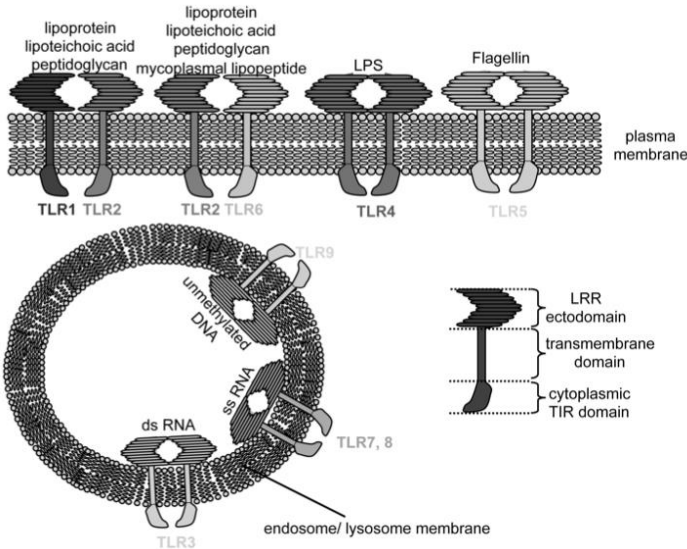 lipoprotein
lipoteichoic acid
peptidoglycan
lipoprotein
lipoteichoic acid
peptidoglycan
mycoplasmal lipopeptide
LPS
Flagellin
plasma
membrane
TLR1 TLR2
TLR2 TLR6
TLR4
TLR5
TLR9
unmethylated
DNA
ss RNA
TLR7, 8
ds RNA
TLR3
endosome/ lysosome membrane
LRR
ectodomain
transmembrane
domain
cytoplasmic
TIR domain